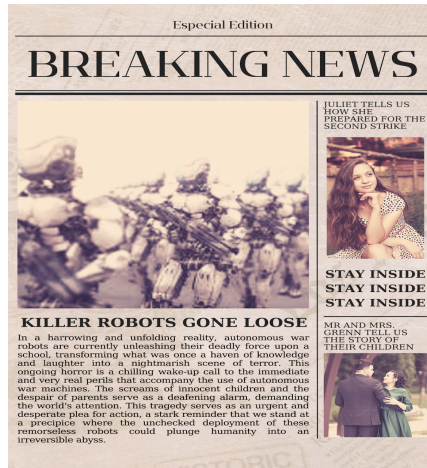 Especial Edition
BREAKING NEWS
KILLER ROBOTS GONE LOOSE
In a harrowing and unfolding reality, autonomous war
robots are currently unleashing their deadly force upon a
school, transforming what was once a haven of knowledge
and laughter into a nightmarish scene of terror. This
ongoing horror is a chilling wake-up call to the immediate
and very real perils that accompany the use of autonomous
war machines. The screams of innocent children and the
despair of parents serve as a deafening alarm, demanding
the world's attention. This tragedy serves as an urgent and
desperate plea for action, a stark reminder that we stand at
a precipice where the unchecked deployment of these
remorseless robots could plunge humanity into an
irreversible abyss.
JULIET TELLS US
HOW SHE
PREPARED FOR THE
SECOND STRIKE
STAY INSIDE
STAY INSIDE
STAY INSIDE
MR AND MRS.
GRENN TELL US
THE STORY OF
THEIR CHILDREN